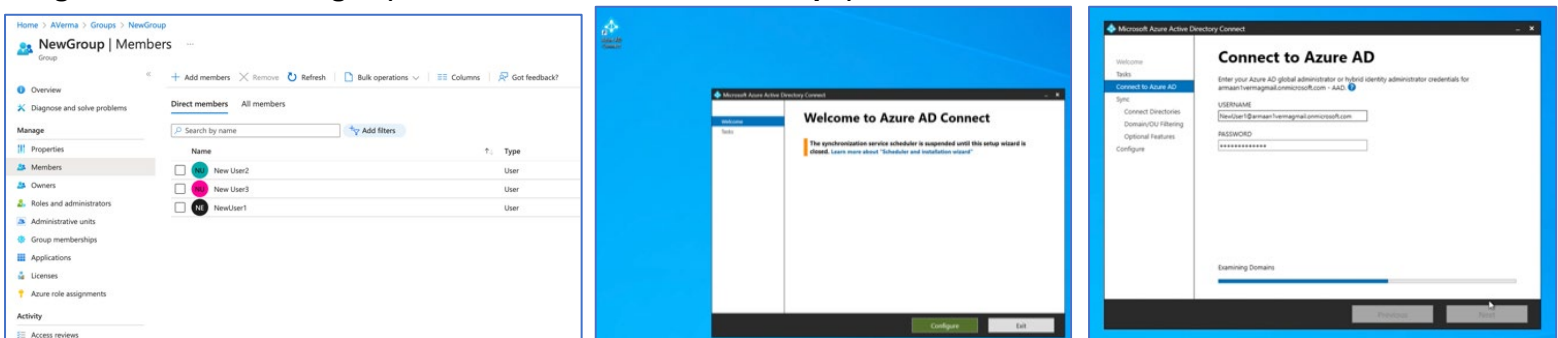 Home > AVerma > Groups > NewGroup
NewGroup | Members ...
Group
+ Add members Remove Refresh Bulk operations Columns Got feedback?
Overview
Diagnose and solve problems
Manage
Properties
Members
Owners
Roles and administrators
Administrative units
Group memberships
Applications
Licenses
Azure role assignments
Activity
Access reviews
Direct members All members
Search by name Add filters
Name Type
NU New User2 User
NU New User3 User
NE NewUser1 User
Microsoft Azure Active Directory Connect
Welcome
Tasks
Welcome to Azure AD Connect
The synchronization service scheduler is suspended until this setup wizard is
closed. Learn more about "Scheduler and installation wizard"
Configure Exit
Microsoft Azure Active Directory Connect
Welcome
Tasks
Connect to Azure AD
Sync
Connect Directories
Domain/OU Filtering
Optional Features
Configure
Connect to Azure AD
Enter your Azure AD global administrator or hybrid identity administrator credentials for
armaan1vermagmail.onmicrosoft.com - AAD. ?
USERNAME
NewUser1@armaan1vermagmail.onmicrosoft.com
PASSWORD
Examining Domains
Previous Next